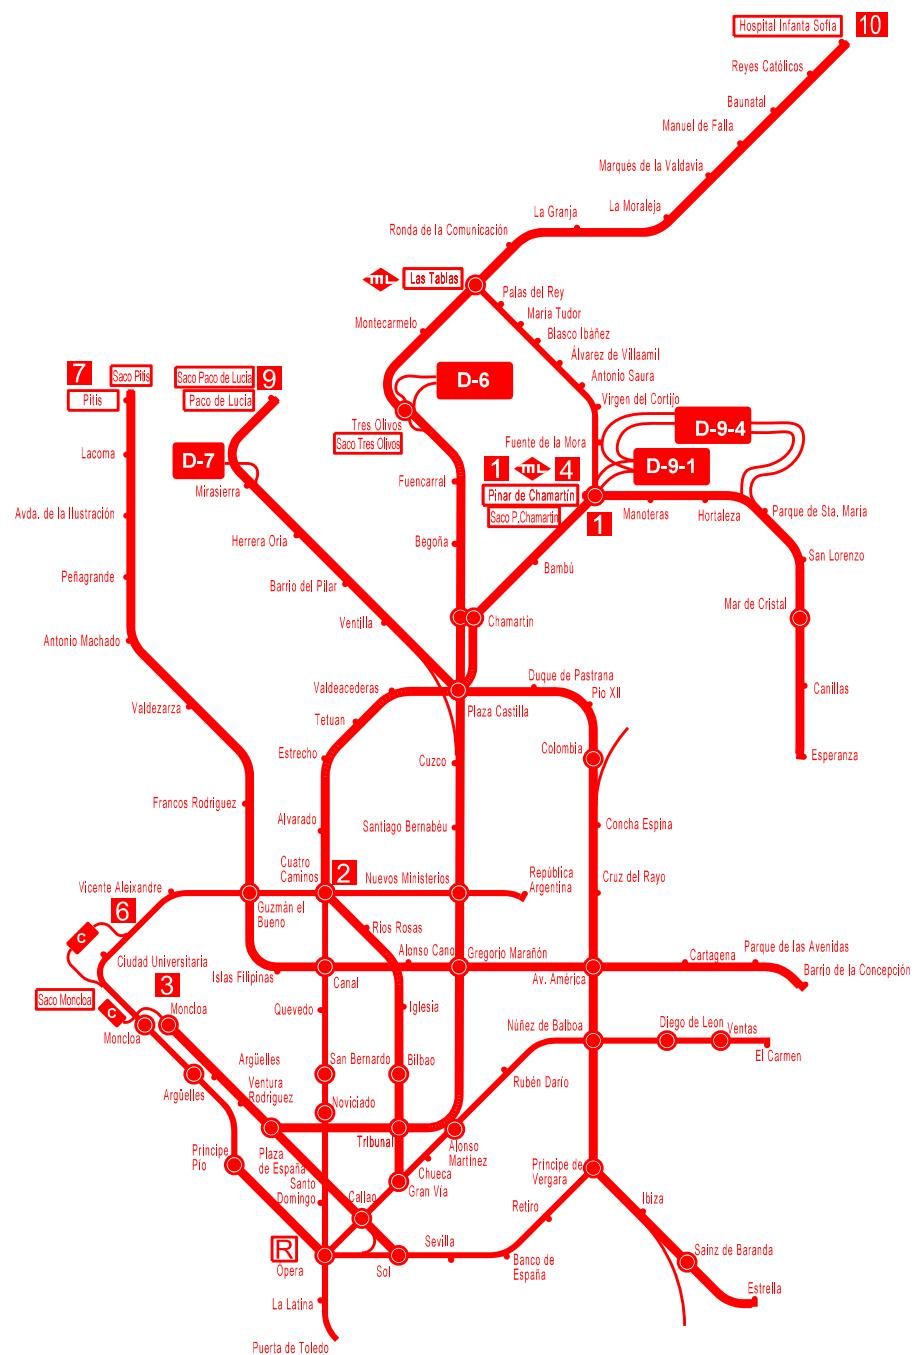 Hospital Infanta Sofía
10
Reyes Católicos
Baunatal
Manuel de Falla
Marqués de la Valdavia
La Moraleja
La Granja
Ronda de la Comunicación
ML
Las Tablas
Palas del Rey
María Tudor
Montecarmelo
Blasco Ibáñez
Álvarez de Villaamil
Antonio Saura
7
Saco Pitis
Saco Paco de Lucía
9
D-6
Pitis
Paco de Lucía
Virgen del Cortijo
Tres Olivos
Saco Tres Olivos
D-9-4
Fuente de la Mora
Lacoma
D-7
Mirasierra
Fuencarral
1
ML
4
D-9-1
Pinar de Chamartín
Saco P.Chamartín
1
Manoteras
Hortaleza
Parque de Sta. María
Avda. de la Ilustración
Herrera Oria
Begoña
San Lorenzo
Bambú
Peñagrande
Barrio del Pilar
Mar de Cristal
Ventilla
Chamartín
Antonio Machado
Valdezarza
Valdeacederas
Duque de Pastrana
Pio XII
Canillas
Plaza Castilla
Tetuan
Estrecho
Cuzco
Colombia
Esperanza
Francos Rodriguez
Alvarado
Santiago Bernabéu
Concha Espina
Cuatro
Caminos
2
Nuevos Ministerios
República
Argentina
Cruz del Rayo
Vicente Aleixandre
Guzmán el
Bueno
6
C
Rios Rosas
Ciudad Universitaria
Islas Filipinas
Canal
Alonso Cano
Gregorio Marañón
Av. América
Cartagena
Parque de las Avenidas
Barrio de la Concepción
Saco Moncloa
3
C
Moncloa
Moncloa
Quevedo
Iglesia
Núñez de Balboa
Diego de Leon
Ventas
El Carmen
Argüelles
Argüelles
Ventura
Rodriguez
San Bernardo
Bilbao
Rubén Darío
Noviciado
Tribunal
Alonso
Martínez
Príncipe
Pío
Plaza
de España
Santo
Domingo
Chueca
Gran Vía
Principe de
Vergara
Callao
Retiro
Ibiza
R
Ópera
Sol
Sevilla
Banco de
España
Sainz de Baranda
Estrella
La Latina
Puerta de Toledo